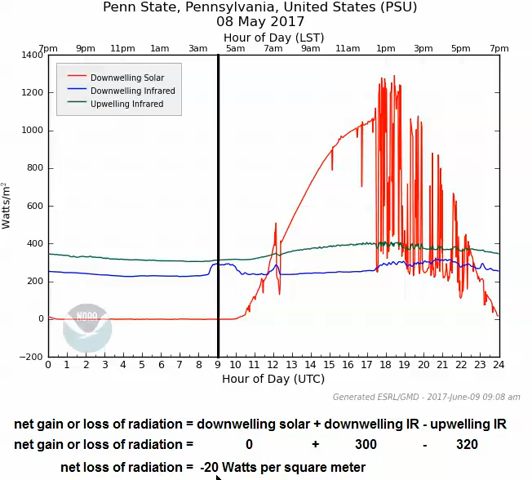 Penn State, Pennsylvania, United States (PSU)
08 May 2017
Hour of Day (LST)
7pm 9pm 11pm 1am 3am 5am 7am 9am 11am 1pm 3pm 5pm 7pm
1400
Downwelling Solar
Downwelling Infrared
Upwelling Infrared
1200
1000
800
Watts/m²
600
400
200
0
NOAA
−200
0 1 2 3 4 5 6 7 8 9 10 11 12 13 14 15 16 17 18 19 20 21 22 23 24
Hour of Day (UTC)
Generated ESRL/GMD - 2017-June-09 09:08 am
net gain or loss of radiation = downwelling solar + downwelling IR - upwelling IR
net gain or loss of radiation = 0 + 300 - 320
net loss of radiation = -20 Watts per square meter